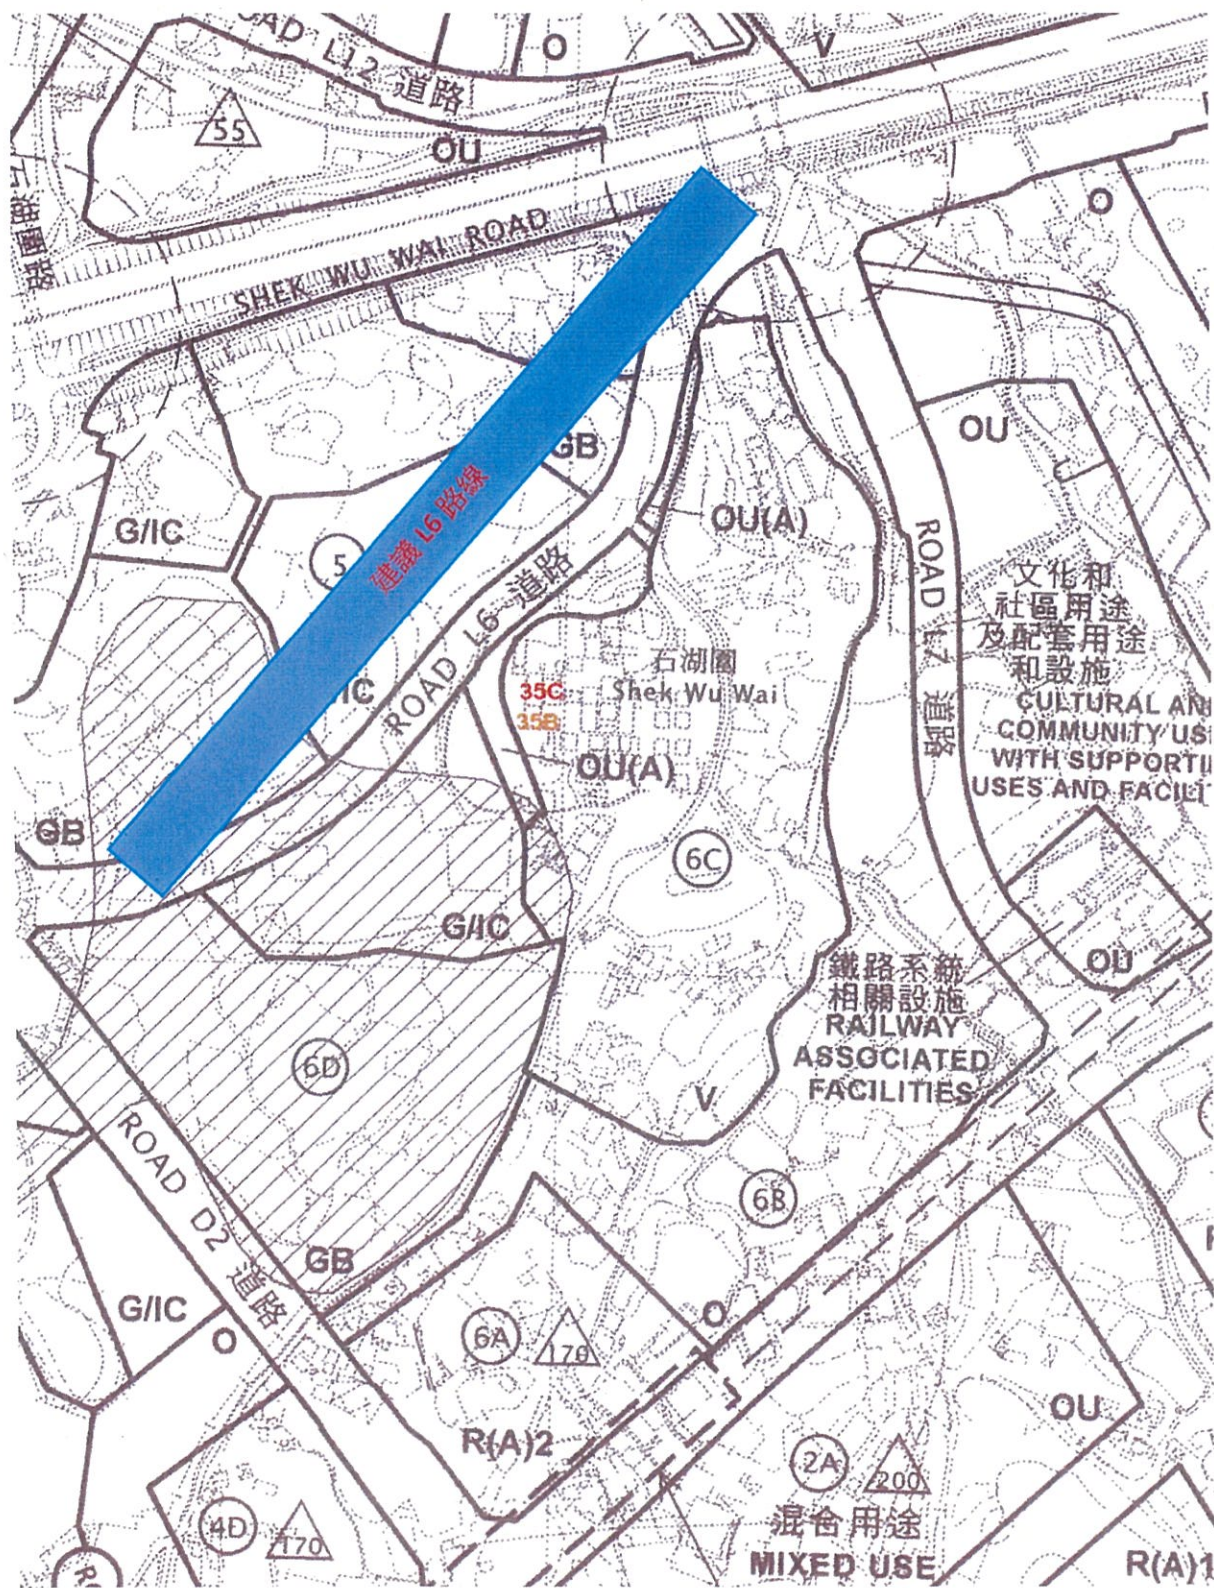 ROAD L12 道路
O
V
55
OU
石湖圍路
SHEK WU WAI ROAD
O
OU
GB
建議 L6 路線
G/IC
5
OU(A)
ROAD L6 道路
ROAD L7 道路
文化和
社區用途
及配套用途
和設施
CULTURAL AN
COMMUNITY US
WITH SUPPORTI
USES AND FACILI
石湖圍
Shek Wu Wai
35C
35B
IC
OU(A)
GB
6C
G/IC
OU
鐵路系統
相關設施
RAILWAY
ASSOCIATED
FACILITIES
6D
V
ROAD D2 道路
6B
GB
G/IC
O
6A
170
O
OU
R(A)2
2A
200
混合用途
MIXED USE
4D
170
R(A)1